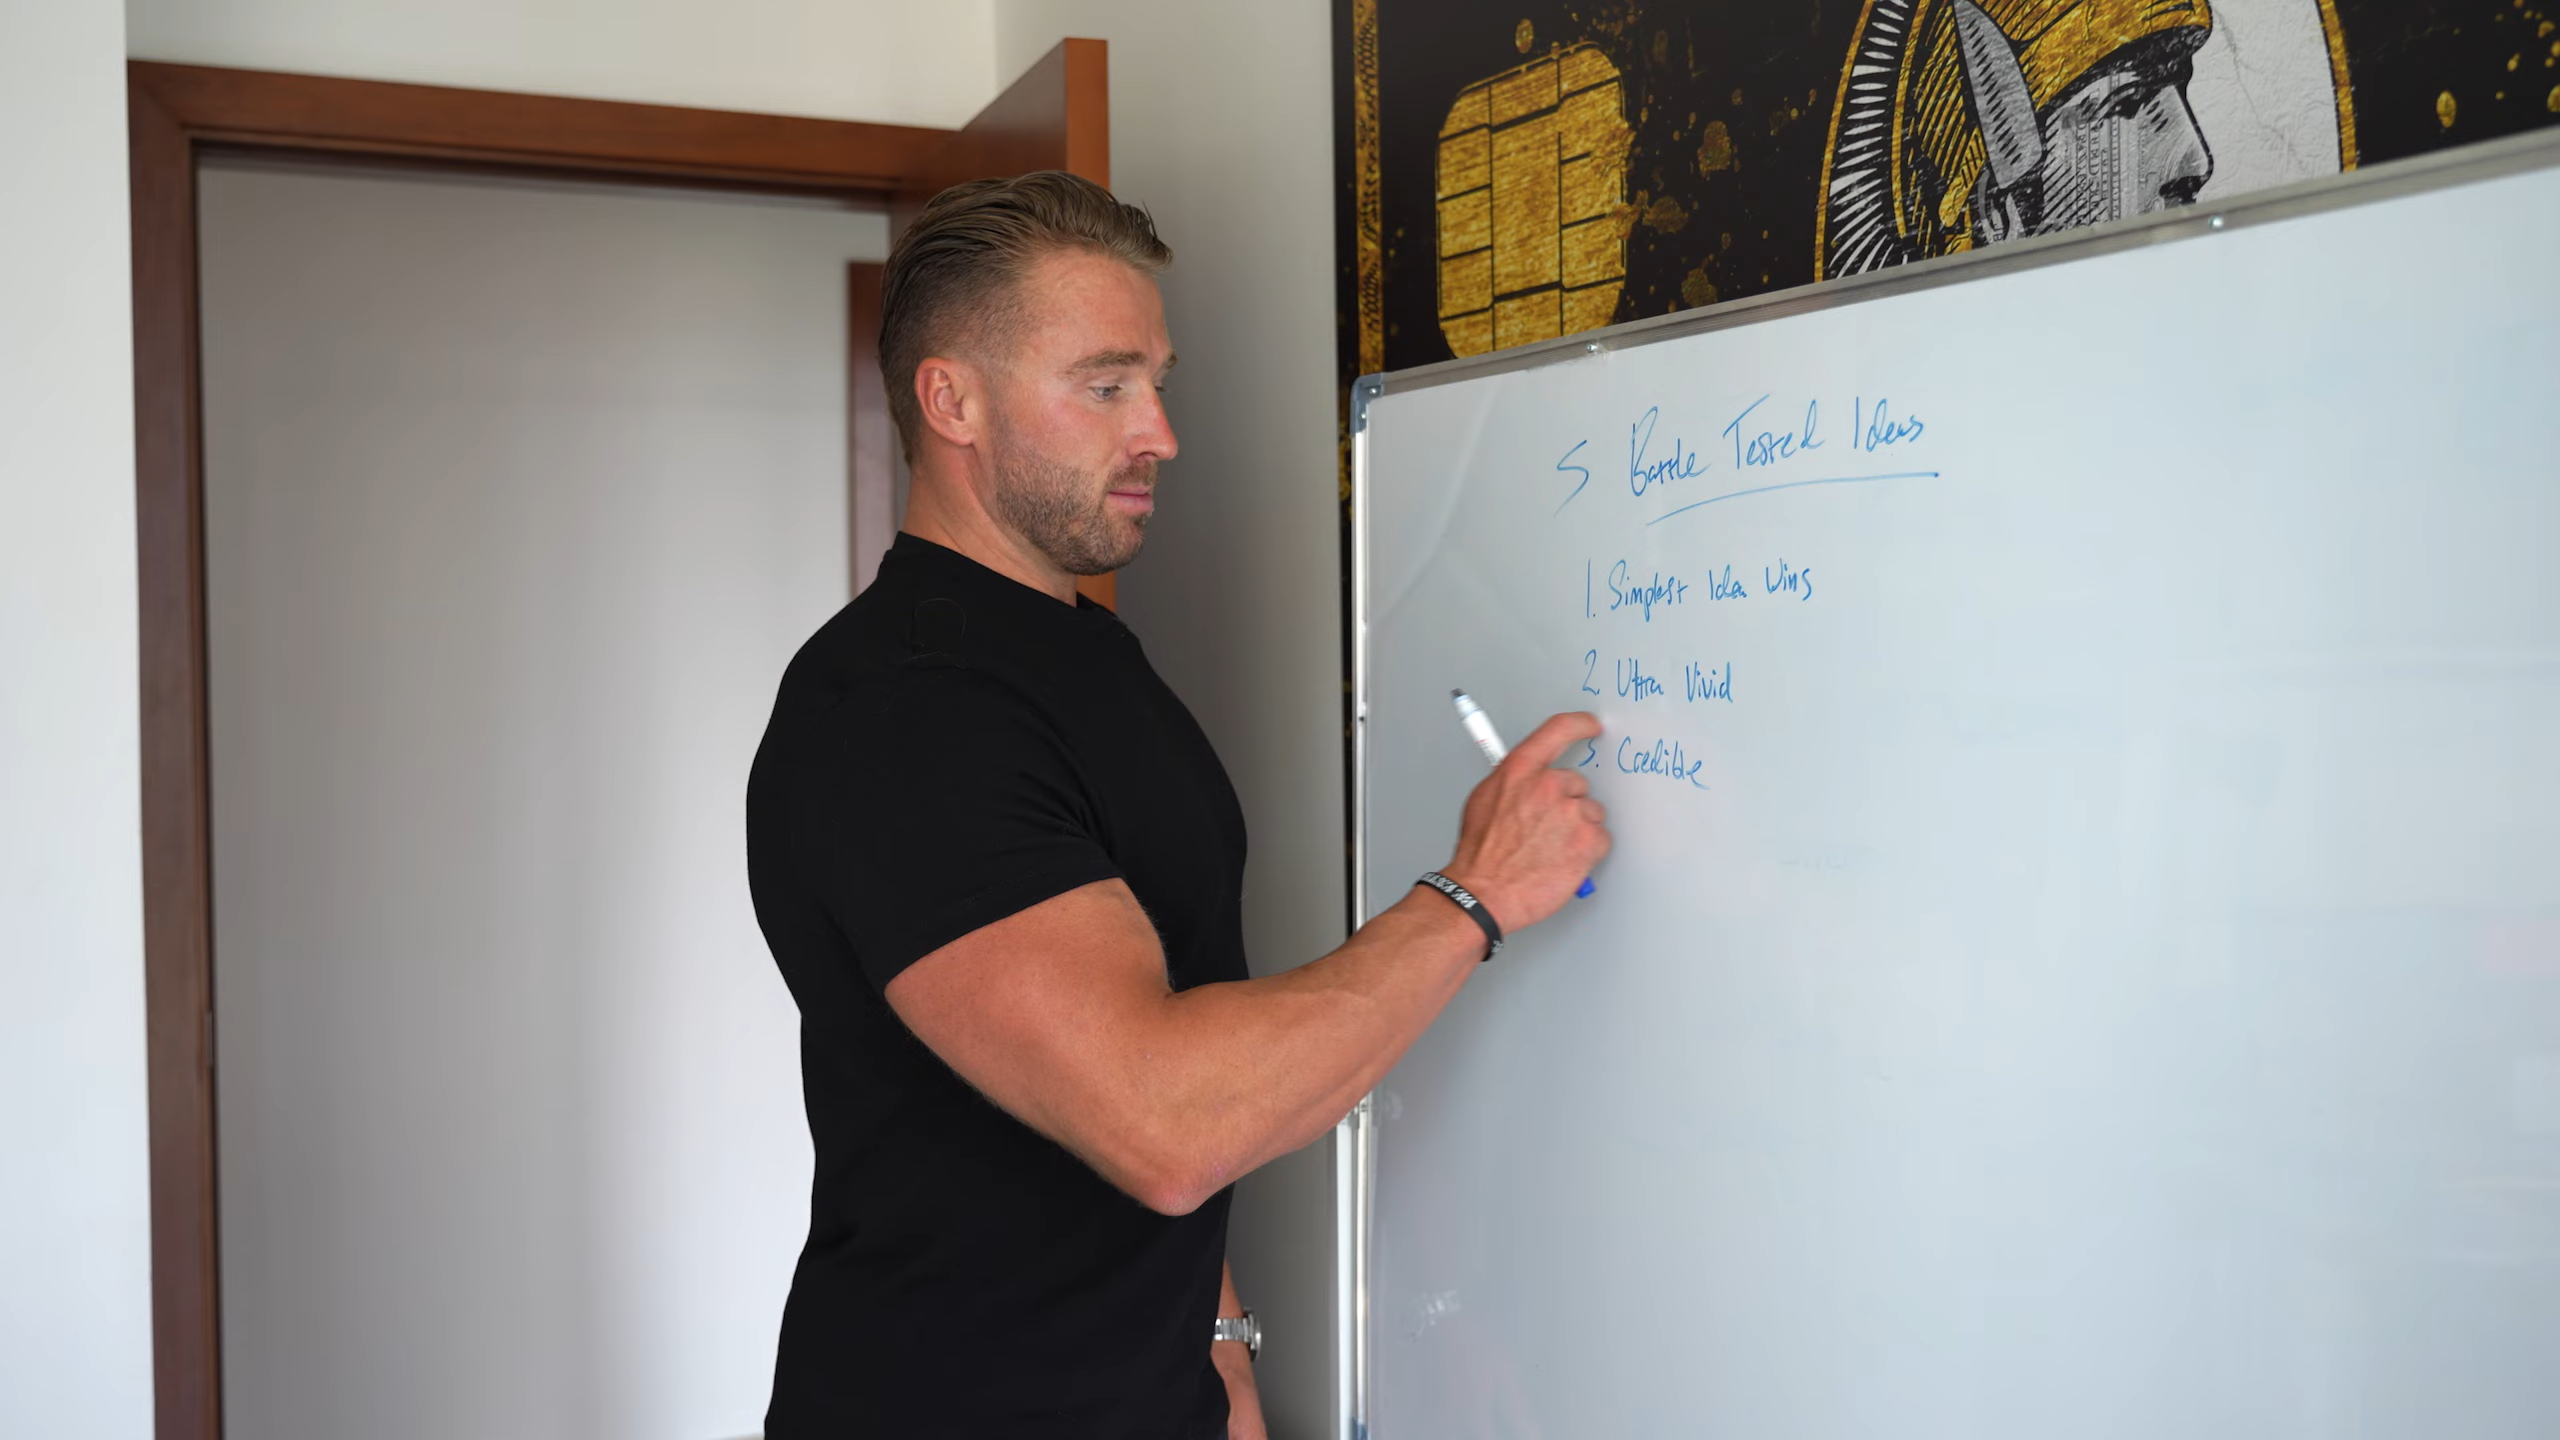 5 Battle Tested Ideas
1. Simplest Idea Wins
2. Ultra Vivid
3. Credible